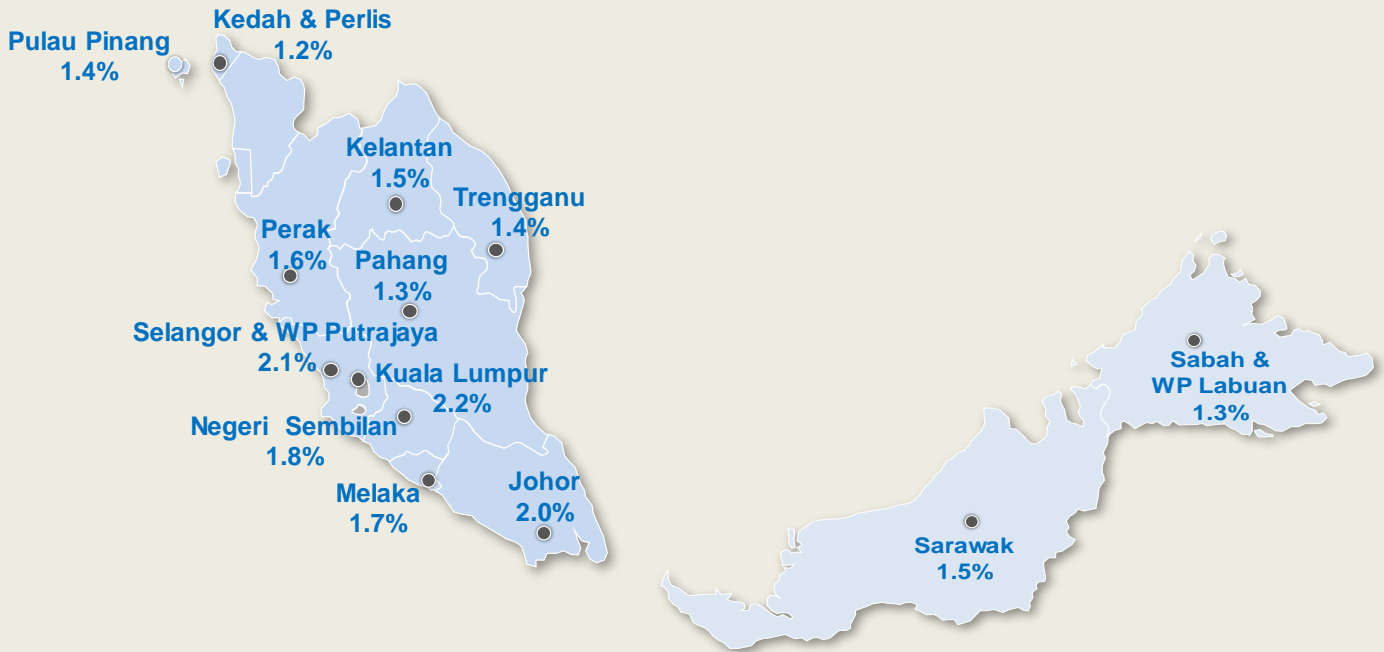 Kedah & Perlis
1.2%
Pulau Pinang
1.4%
Kelantan
1.5%
Trengganu
1.4%
Perak
1.6%
Pahang
1.3%
Selangor & WP Putrajaya
2.1%
Kuala Lumpur
2.2%
Negeri Sembilan
1.8%
Melaka
1.7%
Johor
2.0%
Sabah &
WP Labuan
1.3%
Sarawak
1.5%